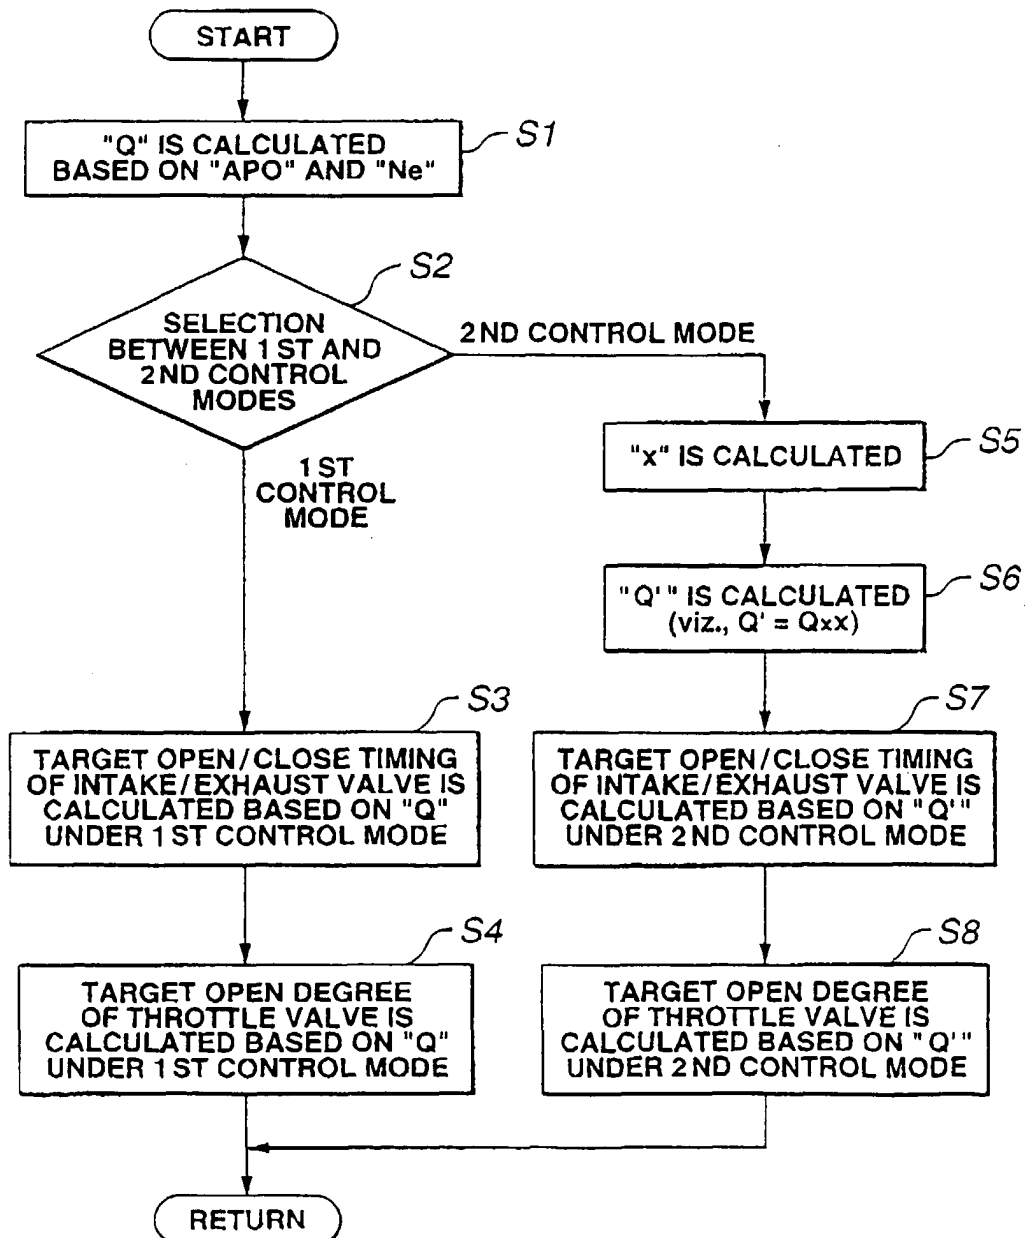 START
"Q" IS CALCULATED
BASED ON "APO" AND "Ne"
S1
S2
SELECTION
BETWEEN 1ST AND
2ND CONTROL
MODES
2ND CONTROL MODE
1ST
CONTROL
MODE
"x" IS CALCULATED
S5
"Q'" IS CALCULATED
(viz., Q' = Q×x)
S6
S3
TARGET OPEN/CLOSE TIMING
OF INTAKE/EXHAUST VALVE IS
CALCULATED BASED ON "Q"
UNDER 1ST CONTROL MODE
S7
TARGET OPEN/CLOSE TIMING
OF INTAKE/EXHAUST VALVE IS
CALCULATED BASED ON "Q'"
UNDER 2ND CONTROL MODE
S4
TARGET OPEN DEGREE
OF THROTTLE VALVE IS
CALCULATED BASED ON "Q"
UNDER 1ST CONTROL MODE
S8
TARGET OPEN DEGREE
OF THROTTLE VALVE IS
CALCULATED BASED ON "Q'"
UNDER 2ND CONTROL MODE
RETURN